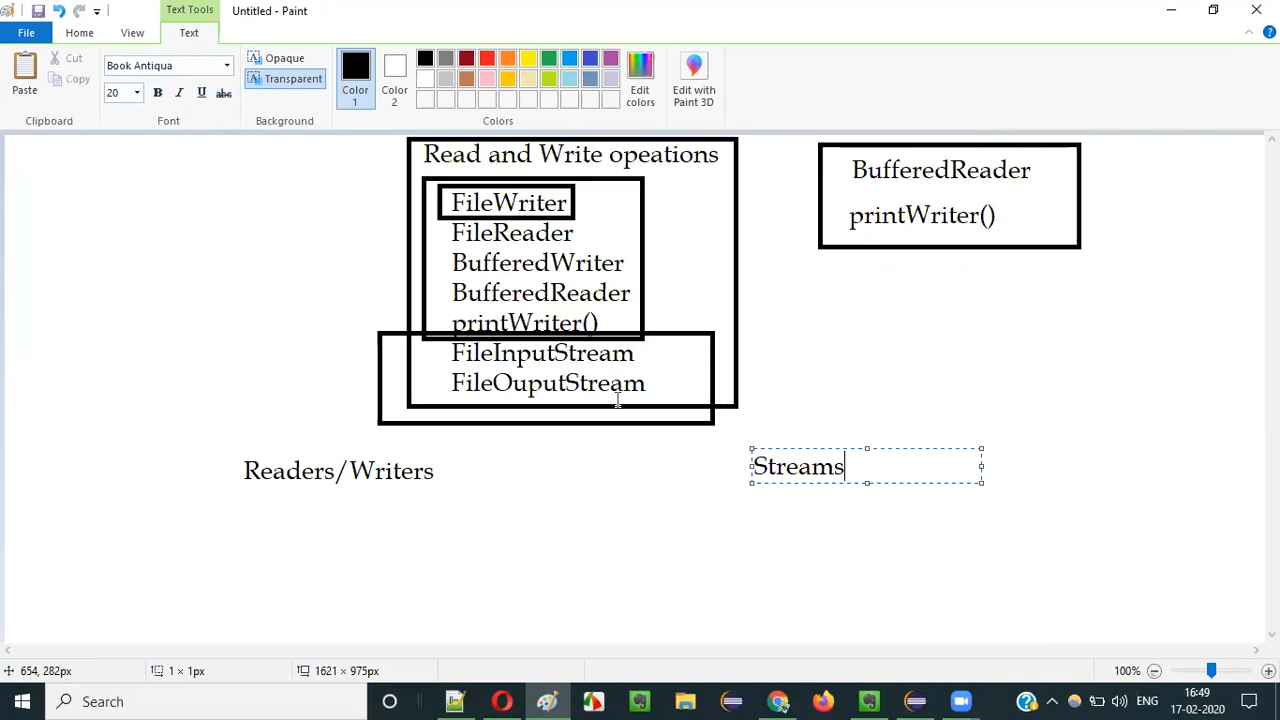 Text Tools
Untitled - Paint
File
Home
View
Text
Paste
Cut
Copy
Clipboard
Book Antiqua
20
B
I
U
abc
Font
Opaque
Transparent
Background
Color 1
Color 2
Edit colors
Colors
Edit with Paint 3D
Read and Write opeations
FileWriter
FileReader
BufferedWriter
BufferedReader
printWriter()
FileInputStream
FileOuputStream
BufferedReader
printWriter()
Readers/Writers
Streams
654, 282px
1 × 1px
1621 × 975px
100%
Search
ENG
16:49
17-02-2020